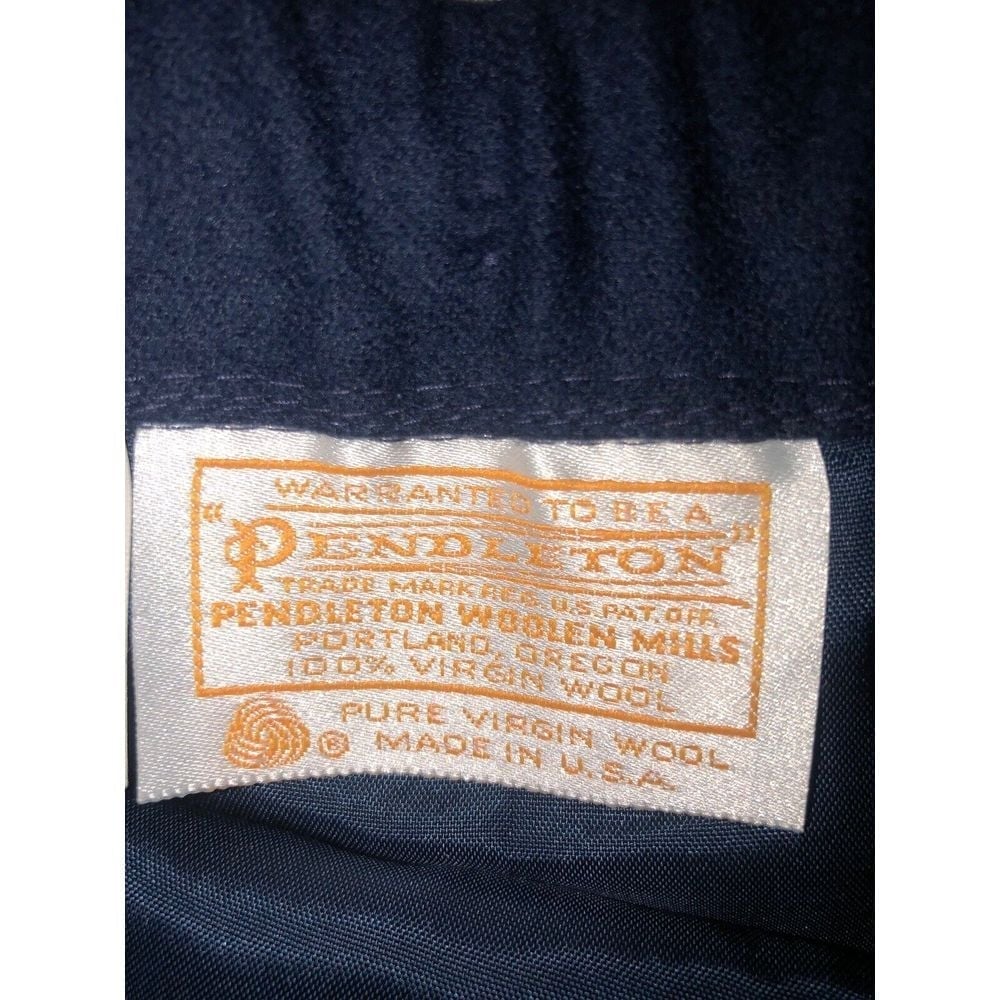 WARRANTED TO BE A
"PENDLETON"
TRADE MARK REG. U.S. PAT. OFF.
PENDLETON WOOLEN MILLS
PORTLAND, OREGON
100% VIRGIN WOOL
PURE VIRGIN WOOL
® MADE IN U.S.A.